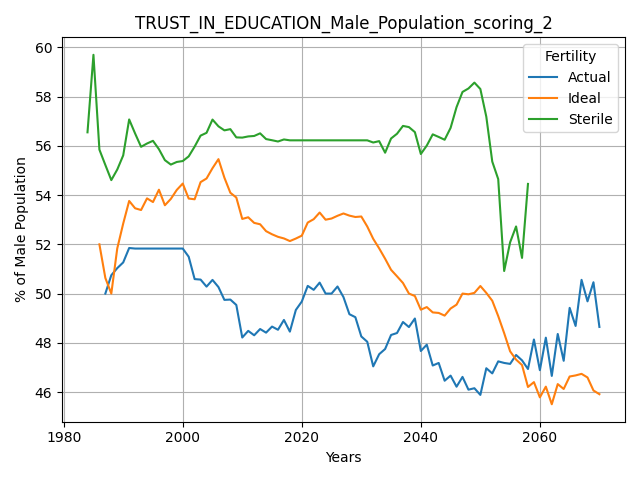 TRUST_IN_EDUCATION_Male_Population_scoring_2
% of Male Population
60
58
56
54
52
50
48
46
1980
2000
2020
2040
2060
Years
Fertility
Actual
Ideal
Sterile